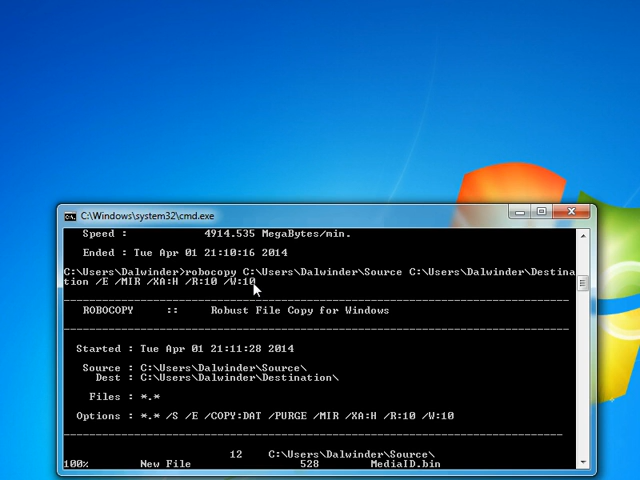 C:\Windows\system32\cmd.exe
Speed : 4914.535 MegaBytes/min.
Ended : Tue Apr 01 21:10:16 2014
C:\Users\Dalwinder>robocopy C:\Users\Dalwinder\Source C:\Users\Dalwinder\Destina
tion /E /MIR /XA:H /R:10 /W:10
ROBOCOPY :: Robust File Copy for Windows
Started : Tue Apr 01 21:11:28 2014
Source : C:\Users\Dalwinder\Source\
Dest : C:\Users\Dalwinder\Destination\
Files : *.*
Options : *.* /S /E /COPY:DAT /PURGE /MIR /XA:H /R:10 /W:10
12 C:\Users\Dalwinder\Source\
100% New File 528 MediaID.bin